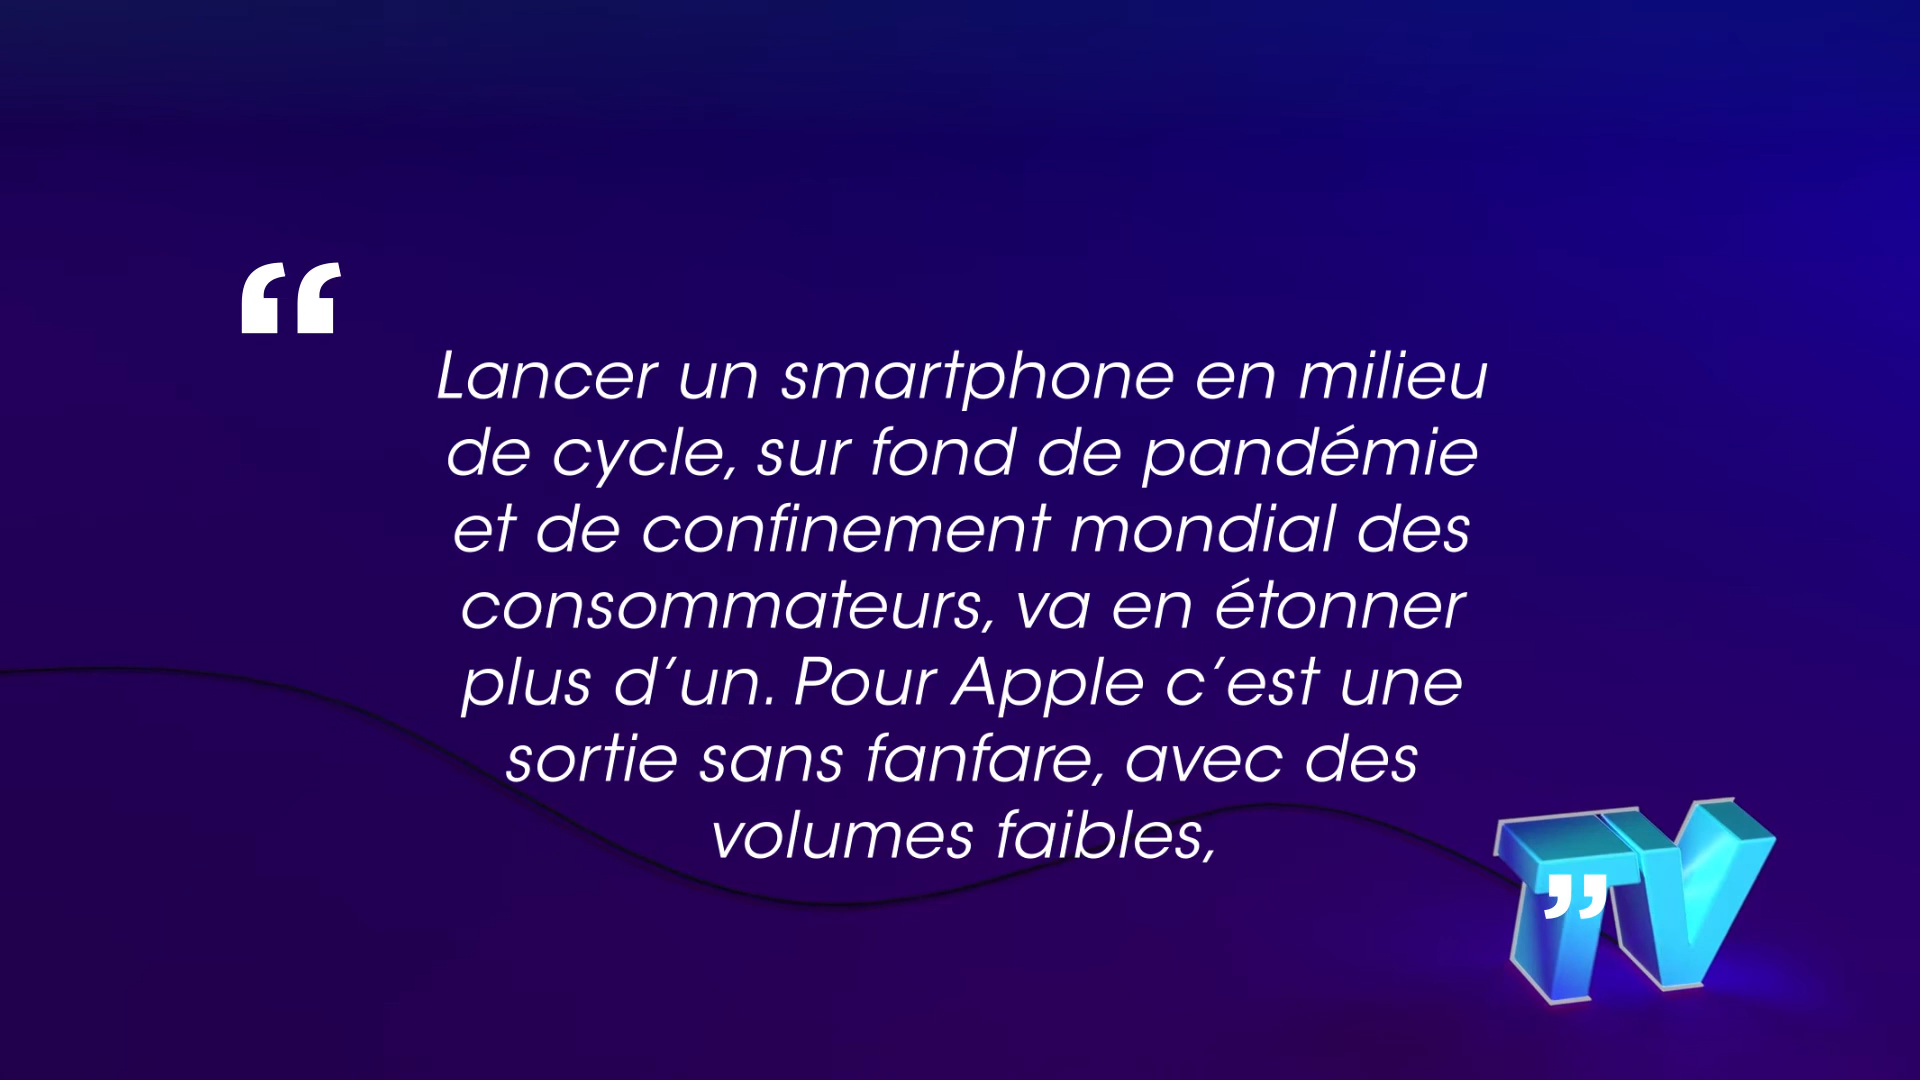 “
Lancer un smartphone en milieu
de cycle, sur fond de pandémie
et de confinement mondial des
consommateurs, va en étonner
plus d’un. Pour Apple c’est une
sortie sans fanfare, avec des
volumes faibles,
”
TV